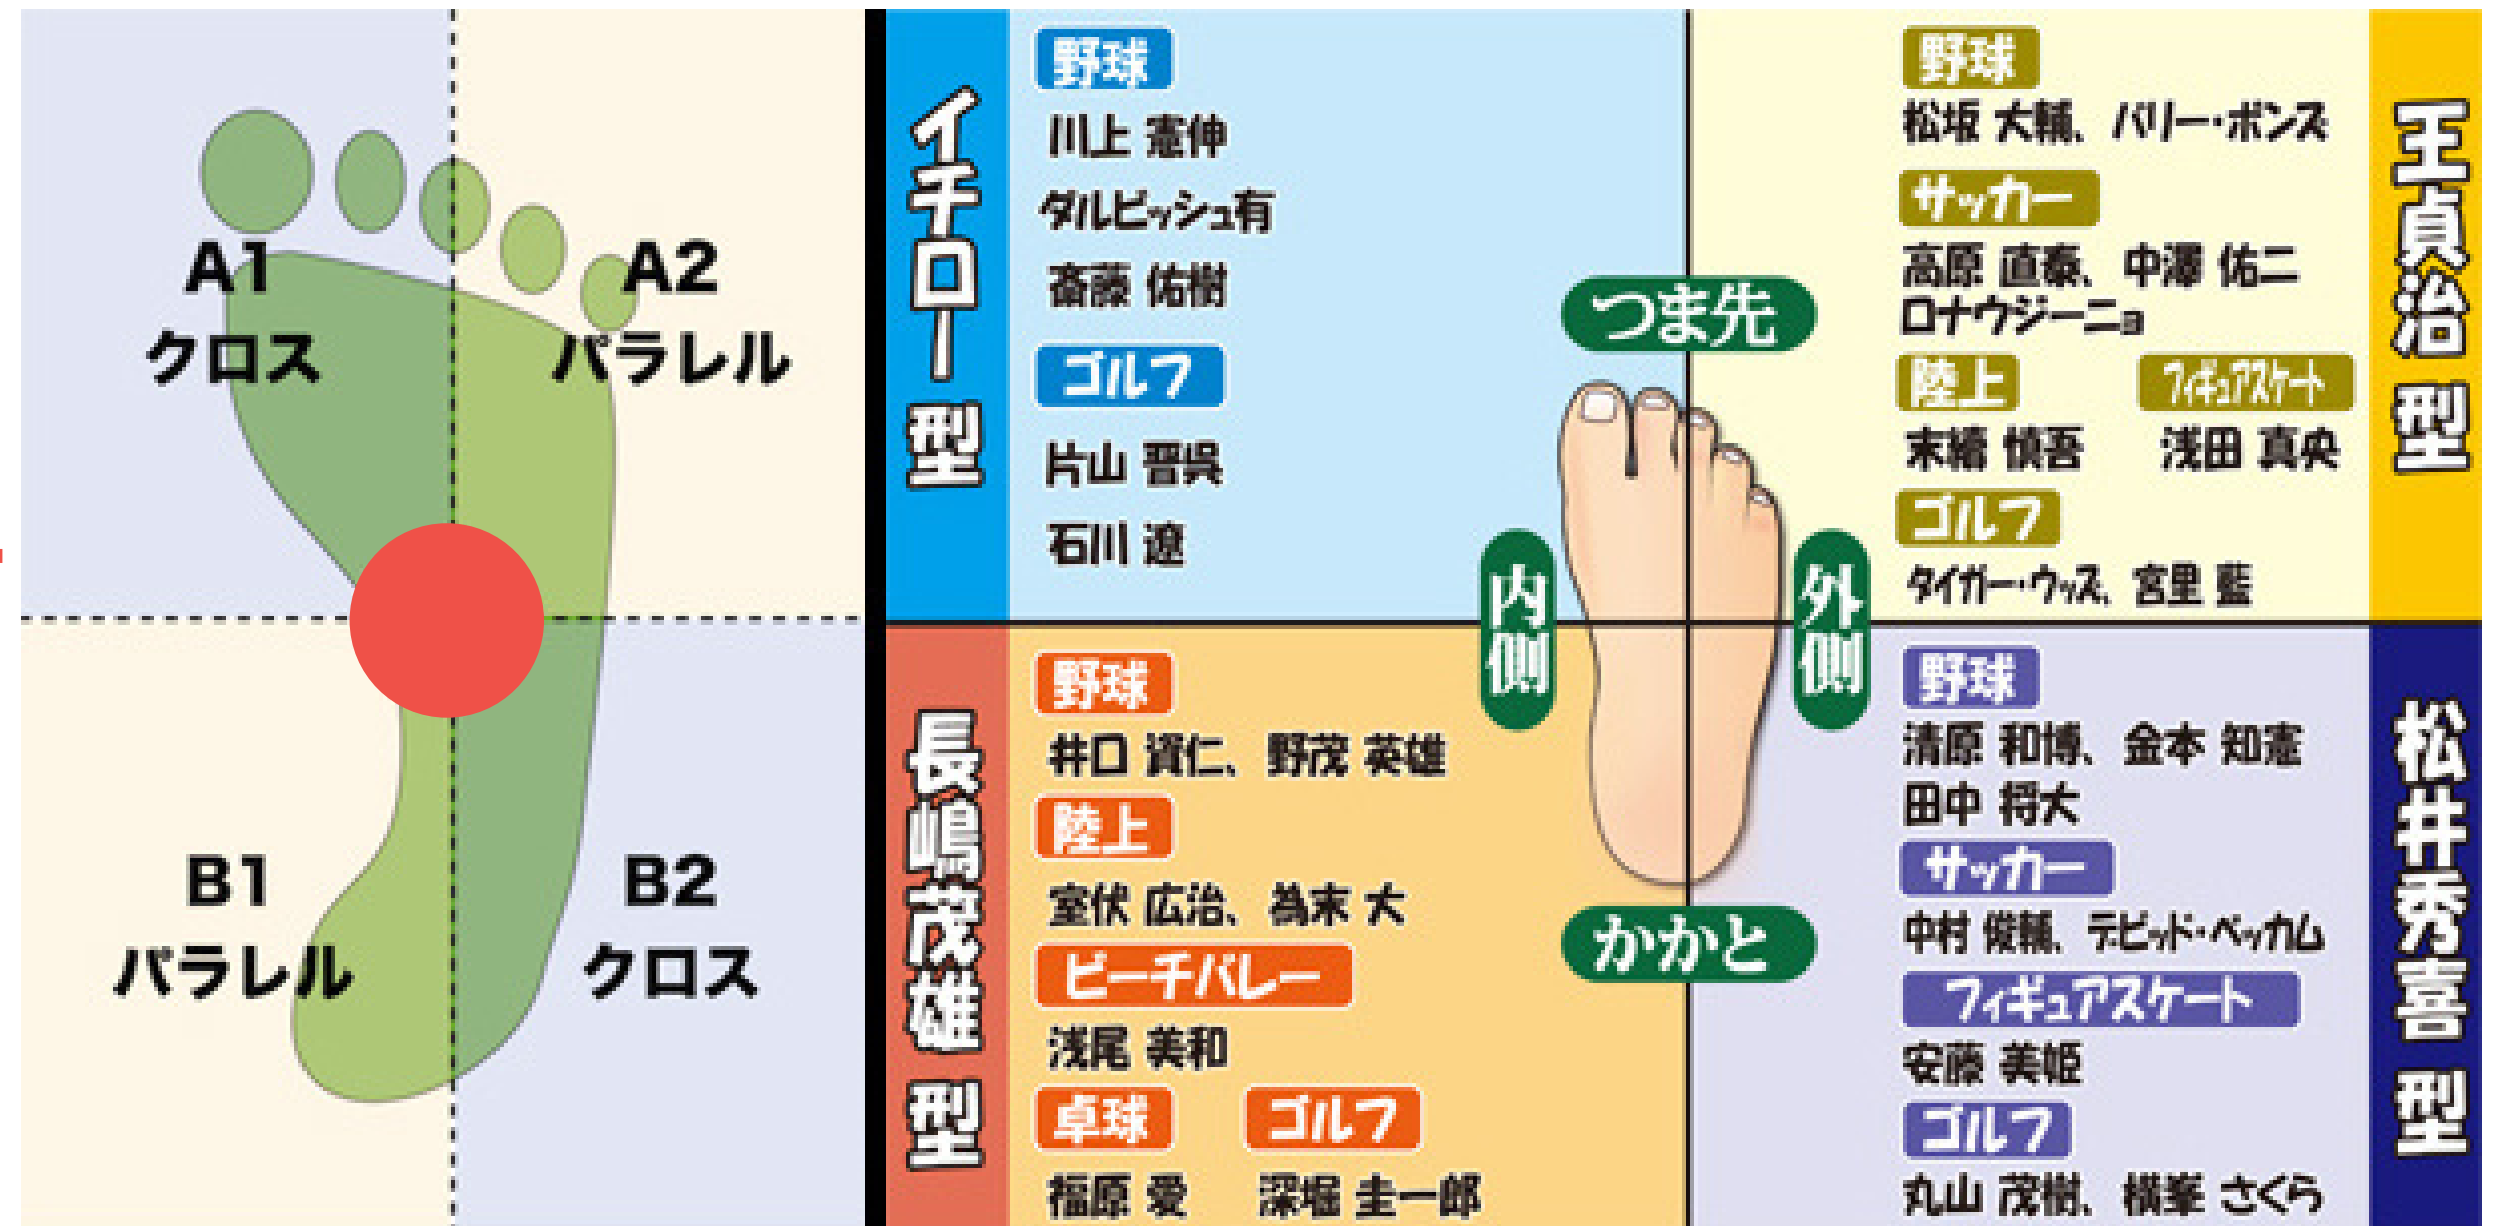 A1
クロス
A2
パラレル
B1
パラレル
B2
クロス
イチロー型
野球
川上 憲伸
ダルビッシュ有
斎藤 佑樹
ゴルフ
片山 晋呉
石川 遼
王貞治 型
野球
松坂 大輔、バリー・ボンズ
サッカー
高原 直泰、中澤 佑二
ロナウジーニョ
陸上 フィギュアスケート
末續 慎吾 浅田 真央
ゴルフ
タイガー・ウッズ、宮里 藍
つま先
内側
外側
かかと
長嶋茂雄 型
野球
井口 資仁、野茂 英雄
陸上
室伏 広治、為末 大
ビーチバレー
浅尾 美和
卓球 ゴルフ
福原 愛 深堀 圭一郎
松井秀喜 型
野球
清原 和博、金本 知憲
田中 将大
サッカー
中村 俊輔、デビッド・ベッカム
フィギュアスケート
安藤 美姫
ゴルフ
丸山 茂樹、横峯 さくら